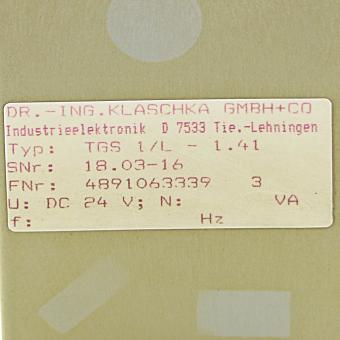 DR.-ING.KLASCHKA GMBH+CO
Industrieelektronik D 7533 Tie.-Lehningen
Typ: TGS 1/L - 1.41
SNr.: 18.03-16
FNr: 4891063339 3
U: DC 24 V; N: VA
f: Hz